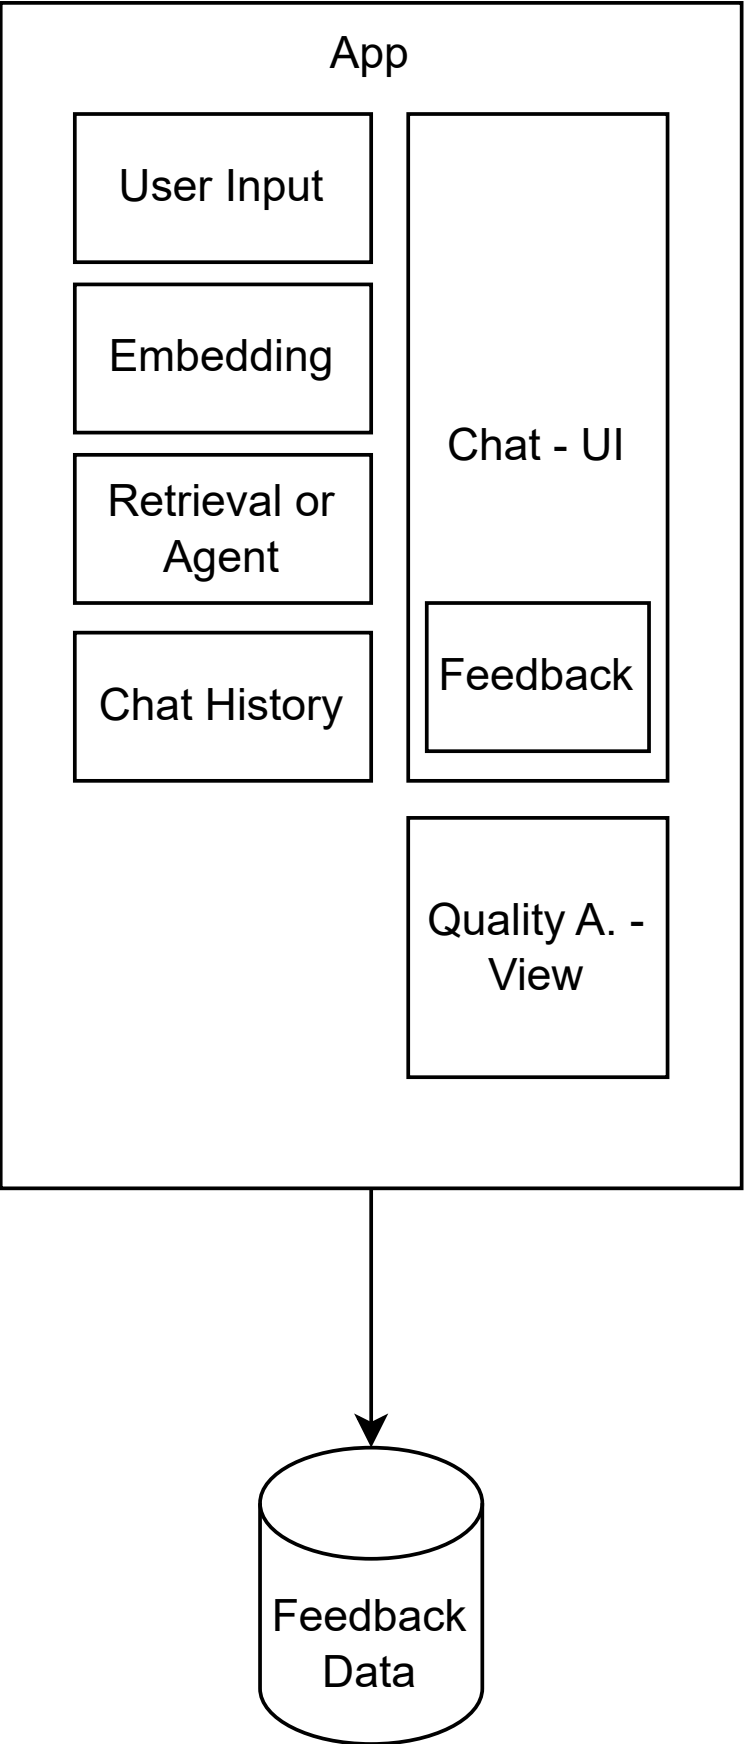 App
User Input
Embedding
Retrieval or
Agent
Chat History
Chat - UI
Feedback
Quality A. -
View
Feedback
Data